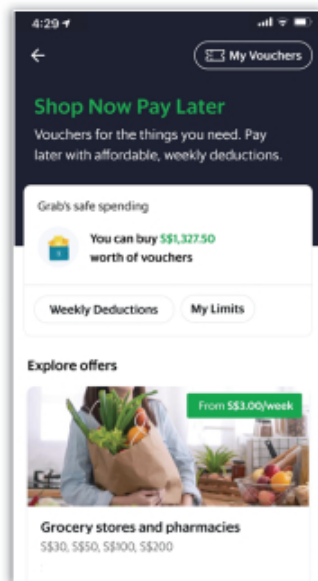 4:29
My Vouchers
Shop Now Pay Later
Vouchers for the things you need. Pay
later with affordable, weekly deductions.
Grab's safe spending
You can buy S$1,327.50
worth of vouchers
Weekly Deductions
My Limits
Explore offers
From S$3.00/week
Grocery stores and pharmacies
S$30, S$50, S$100, S$200